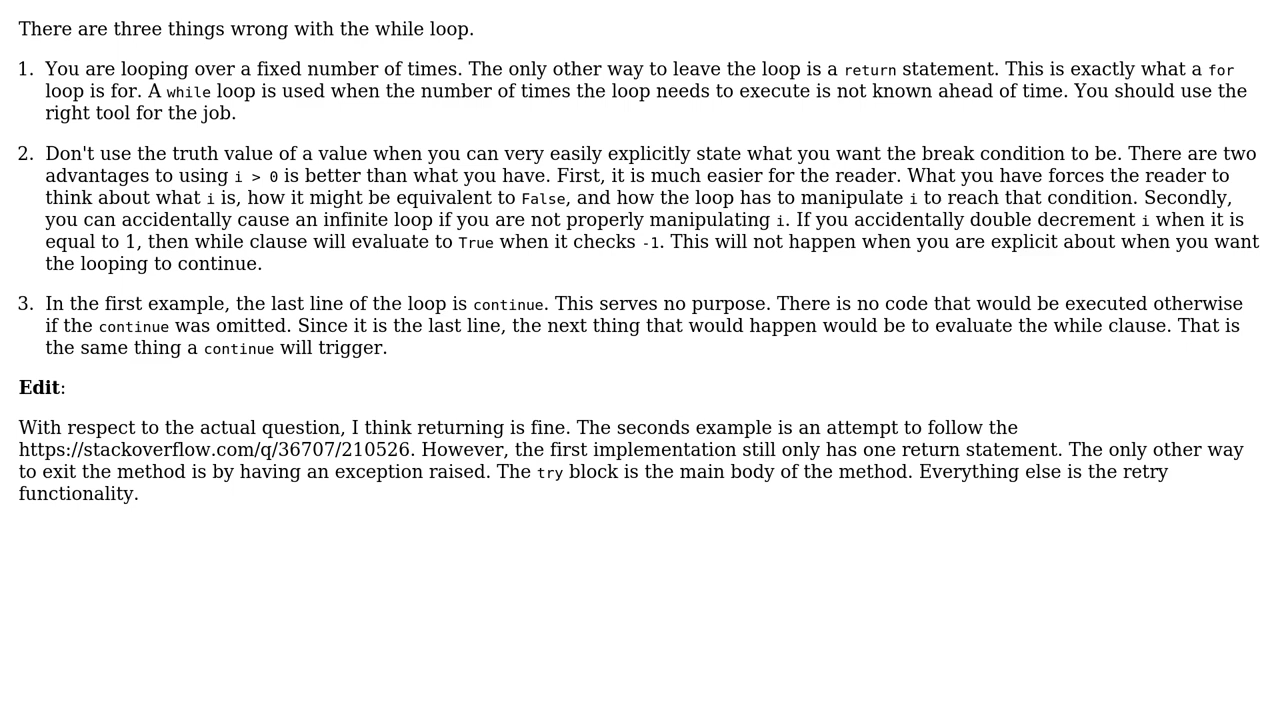 There are three things wrong with the while loop.
1. You are looping over a fixed number of times. The only other way to leave the loop is a return statement. This is exactly what a for
loop is for. A while loop is used when the number of times the loop needs to execute is not known ahead of time. You should use the
right tool for the job.
2. Don't use the truth value of a value when you can very easily explicitly state what you want the break condition to be. There are two
advantages to using i > 0 is better than what you have. First, it is much easier for the reader. What you have forces the reader to
think about what i is, how it might be equivalent to False, and how the loop has to manipulate i to reach that condition. Secondly,
you can accidentally cause an infinite loop if you are not properly manipulating i. If you accidentally double decrement i when it is
equal to 1, then while clause will evaluate to True when it checks -1. This will not happen when you are explicit about when you want
the looping to continue.
3. In the first example, the last line of the loop is continue. This serves no purpose. There is no code that would be executed otherwise
if the continue was omitted. Since it is the last line, the next thing that would happen would be to evaluate the while clause. That is
the same thing a continue will trigger.
Edit:
With respect to the actual question, I think returning is fine. The seconds example is an attempt to follow the
https://stackoverflow.com/q/36707/210526. However, the first implementation still only has one return statement. The only other way
to exit the method is by having an exception raised. The try block is the main body of the method. Everything else is the retry
functionality.